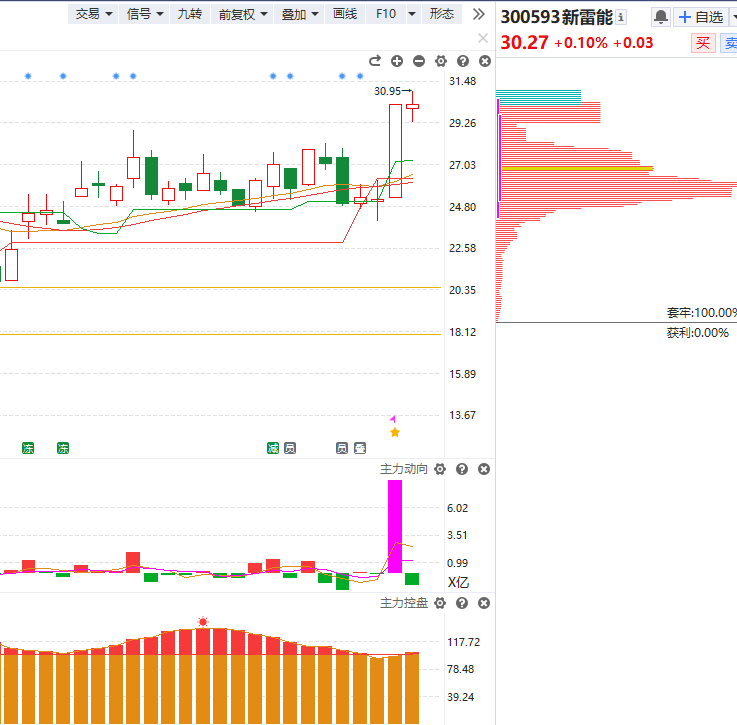 交易 信号 九转 前复权 叠加 画线 F10 形态
300593新雷能 自选
30.27 +0.10% +0.03 买 卖
31.48
30.95
29.26
27.03
24.80
22.58
20.35
套牢:100.00%
18.12
获利:0.00%
15.89
13.67
冻 冻 减 员 员 叠
主力动向
6.02
3.51
0.99
X亿
主力控盘
117.72
78.48
39.24